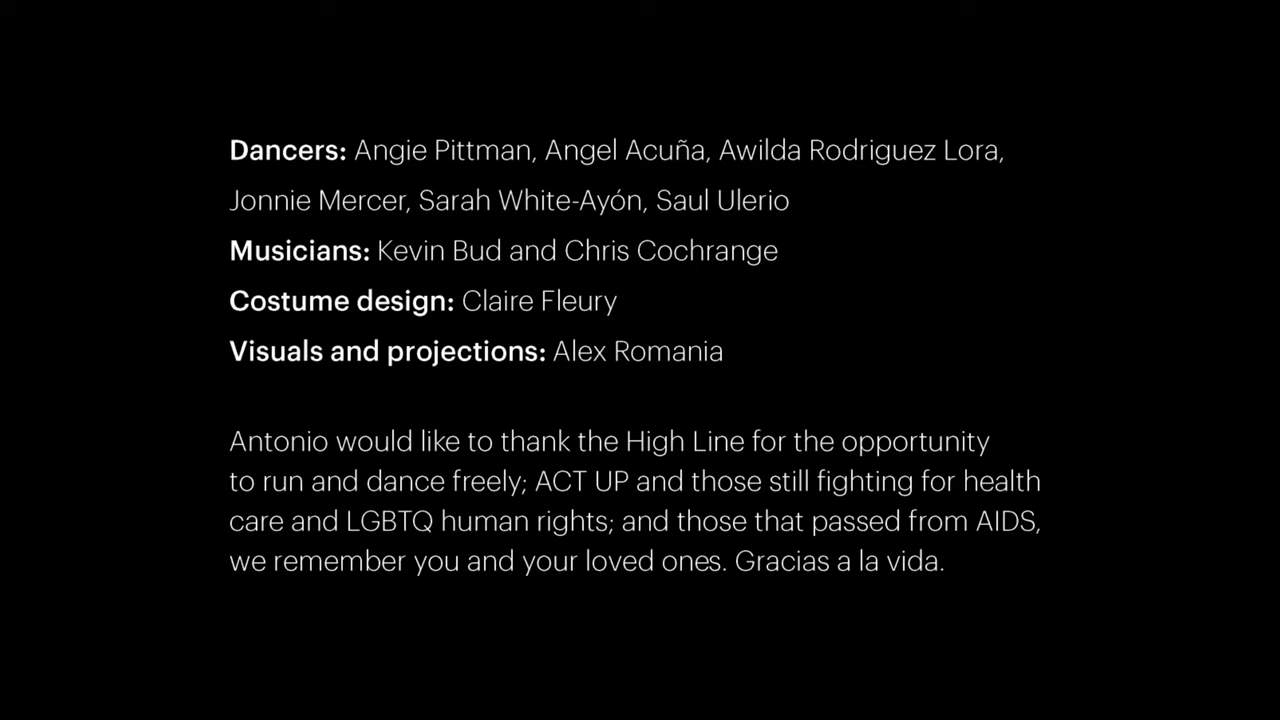 Dancers: Angie Pittman, Angel Acuña, Awilda Rodriguez Lora,
Jonnie Mercer, Sarah White-Ayón, Saul Ulerio
Musicians: Kevin Bud and Chris Cochrange
Costume design: Claire Fleury
Visuals and projections: Alex Romania
Antonio would like to thank the High Line for the opportunity
to run and dance freely; ACT UP and those still fighting for health
care and LGBTQ human rights; and those that passed from AIDS,
we remember you and your loved ones. Gracias a la vida.